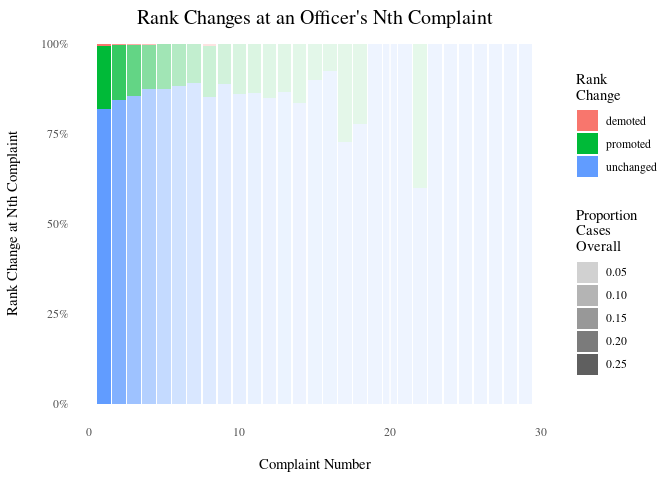 Rank Changes at an Officer's Nth Complaint
100%
75%
50%
25%
0%
Rank Change at Nth Complaint
0
10
20
30
Complaint Number
Rank
Change
demoted
promoted
unchanged
Proportion
Cases
Overall
0.05
0.10
0.15
0.20
0.25